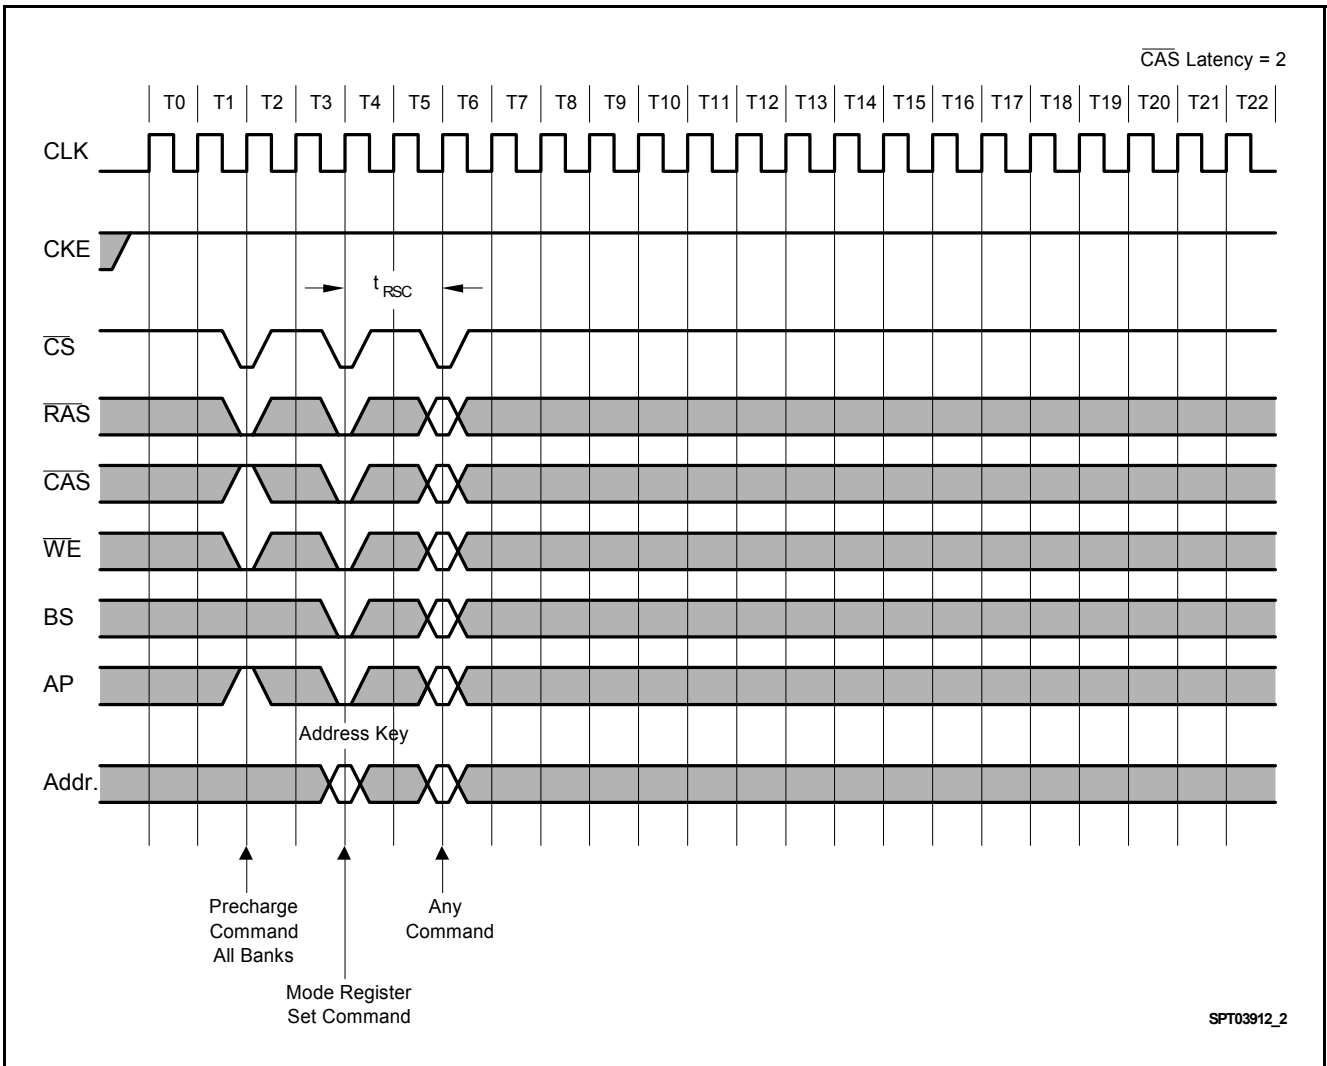 CAS Latency = 2
T0 T1 T2 T3 T4 T5 T6 T7 T8 T9 T10 T11 T12 T13 T14 T15 T16 T17 T18 T19 T20 T21 T22
CLK
CKE
t RSC
CS
RAS
CAS
WE
BS
AP
Address Key
Addr.
Precharge
Command
All Banks
Any
Command
Mode Register
Set Command
SPT03912_2